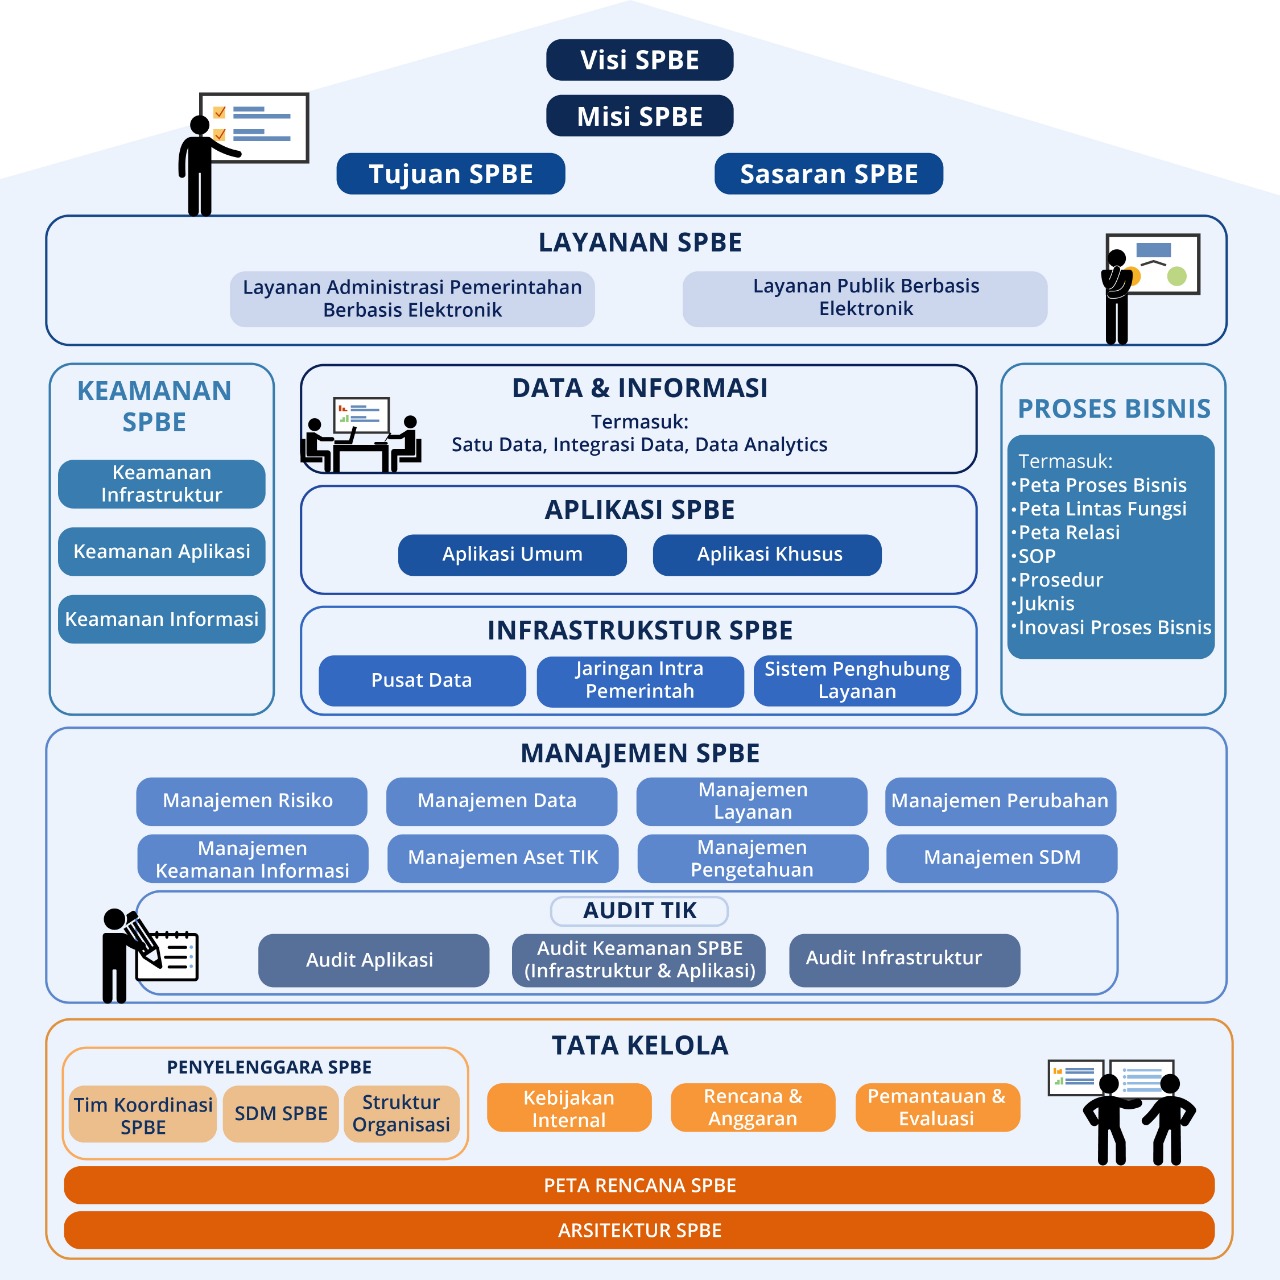 Visi SPBE
Misi SPBE
Tujuan SPBE
Sasaran SPBE
LAYANAN SPBE
Layanan Administrasi Pemerintahan
Berbasis Elektronik
Layanan Publik Berbasis
Elektronik
KEAMANAN
SPBE
Keamanan
Infrastruktur
Keamanan Aplikasi
Keamanan Informasi
DATA & INFORMASI
Termasuk:
Satu Data, Integrasi Data, Data Analytics
APLIKASI SPBE
Aplikasi Umum
Aplikasi Khusus
INFRASTRUKSTUR SPBE
Pusat Data
Jaringan Intra
Pemerintah
Sistem Penghubung
Layanan
PROSES BISNIS
Termasuk:
•Peta Proses Bisnis
•Peta Lintas Fungsi
•Peta Relasi
•SOP
•Prosedur
•Juknis
•Inovasi Proses Bisnis
MANAJEMEN SPBE
Manajemen Risiko
Manajemen Data
Manajemen
Layanan
Manajemen Perubahan
Manajemen
Keamanan Informasi
Manajemen Aset TIK
Manajemen
Pengetahuan
Manajemen SDM
AUDIT TIK
Audit Aplikasi
Audit Keamanan SPBE
(Infrastruktur & Aplikasi)
Audit Infrastruktur
TATA KELOLA
PENYELENGGARA SPBE
Tim Koordinasi
SPBE
SDM SPBE
Struktur
Organisasi
Kebijakan
Internal
Rencana &
Anggaran
Pemantauan &
Evaluasi
PETA RENCANA SPBE
ARSITEKTUR SPBE